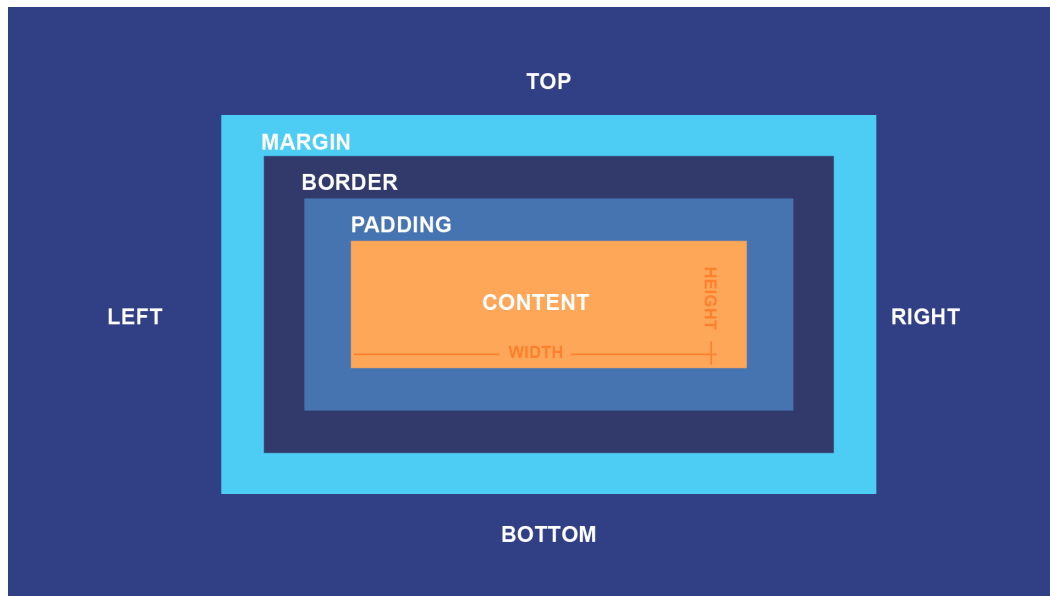 TOP
MARGIN
BORDER
PADDING
CONTENT
HEIGHT
WIDTH
LEFT
RIGHT
BOTTOM